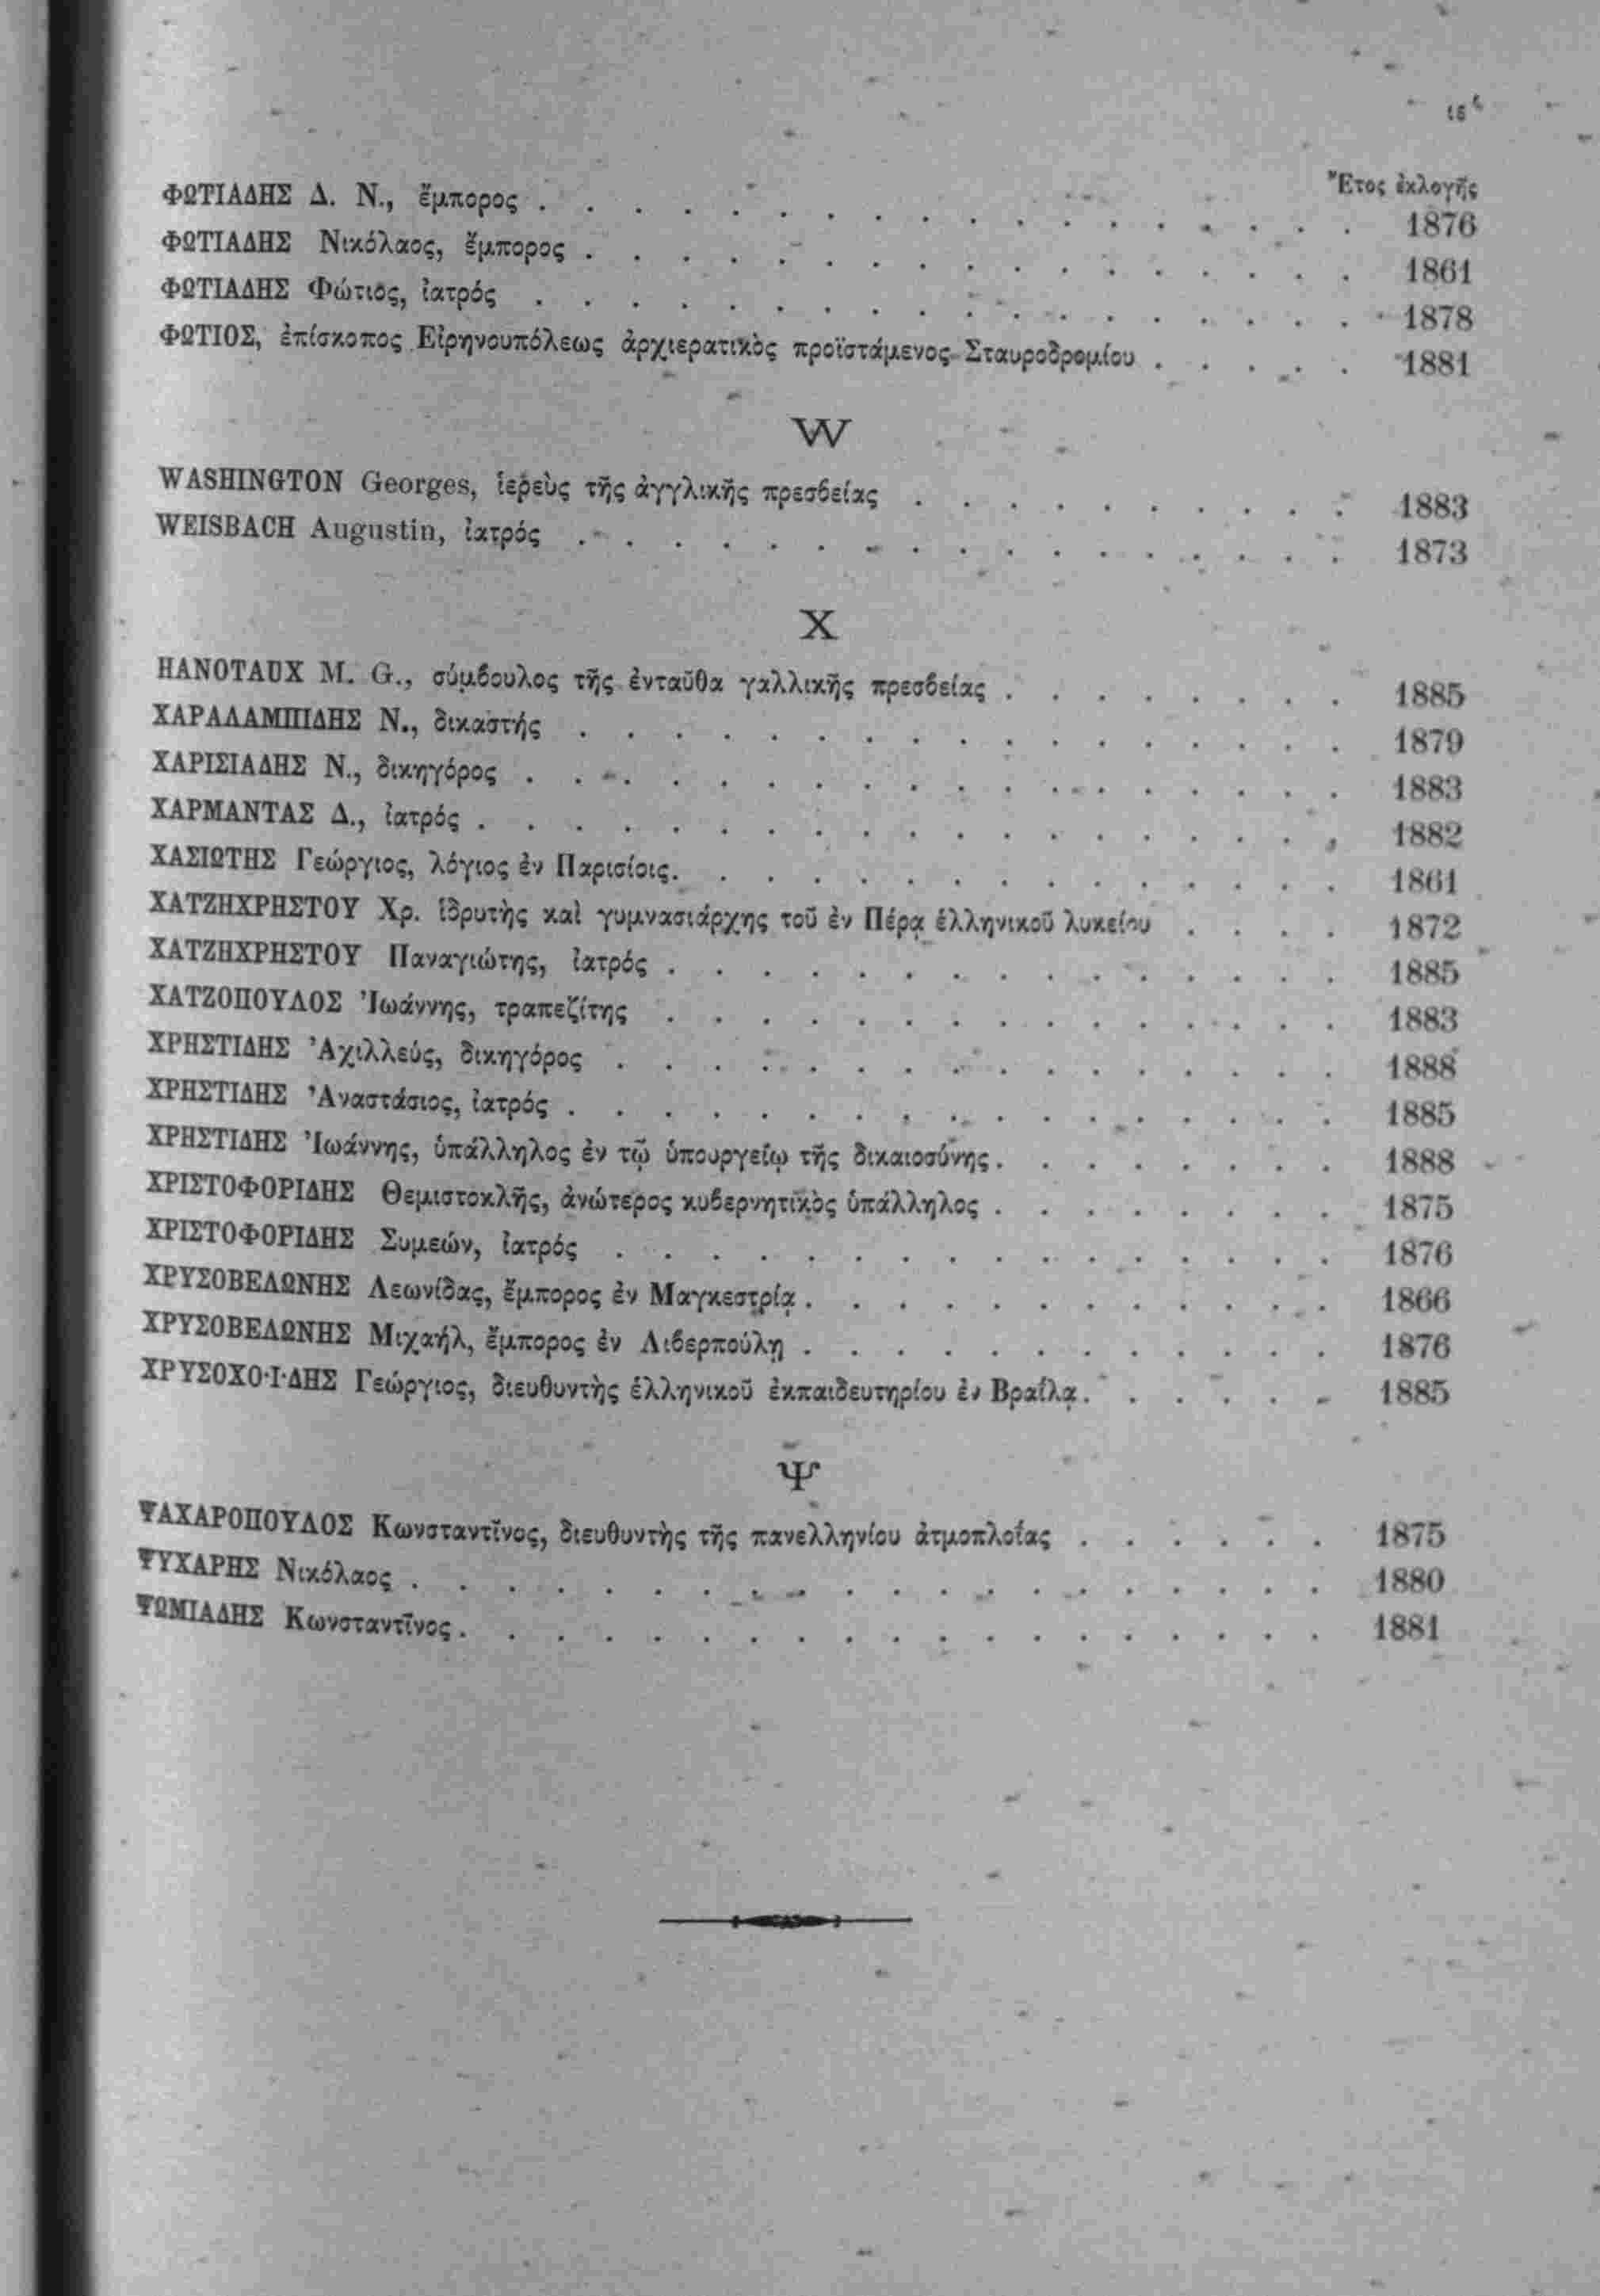 ιϛʹ
Ἔτος ἐκλογῆς
ΦΩΤΙΑΔΗΣ Δ. Ν., ἔμπορος . . . . . . . . . . . . . . . . . 1876
ΦΩΤΙΑΔΗΣ Νικόλαος, ἔμπορος . . . . . . . . . . . . . . . . 1861
ΦΩΤΙΑΔΗΣ Φώτιος, ἰατρός . . . . . . . . . . . . . . . . . 1878
ΦΩΤΙΟΣ, ἐπίσκοπος Εἰρηνουπόλεως ἀρχιερατικὸς προϊστάμενος Σταυροδρομίου . . . . . 1881
W
WASHINGTON Georges, ἱερεὺς τῆς ἀγγλικῆς πρεσβείας . . . . . . . . . . 1883
WEISBACH Augustin, ἰατρός . . . . . . . . . . . . . . . . 1873
Χ
HANOTAUX M. G., σύμβουλος τῆς ἐνταῦθα γαλλικῆς πρεσβείας . . . . . . . . 1885
ΧΑΡΑΛΑΜΠΙΔΗΣ Ν., δικαστής . . . . . . . . . . . . . . . . 1879
ΧΑΡΙΣΙΑΔΗΣ Ν., δικηγόρος . . . . . . . . . . . . . . . . . 1883
ΧΑΡΜΑΝΤΑΣ Δ., ἰατρός . . . . . . . . . . . . . . . . . . 1882
ΧΑΣΙΩΤΗΣ Γεώργιος, λόγιος ἐν Παρισίοις. . . . . . . . . . . . . . . 1861
ΧΑΤΖΗΧΡΗΣΤΟΥ Χρ. ἱδρυτὴς καὶ γυμνασιάρχης τοῦ ἐν Πέρᾳ ἑλληνικοῦ λυκείου . . . . 1872
ΧΑΤΖΗΧΡΗΣΤΟΥ Παναγιώτης, ἰατρός . . . . . . . . . . . . . . . 1885
ΧΑΤΖΟΠΟΥΛΟΣ Ἰωάννης, τραπεζίτης . . . . . . . . . . . . . . . 1883
ΧΡΗΣΤΙΔΗΣ Ἀχιλλεύς, δικηγόρος . . . . . . . . . . . . . . . . 1888
ΧΡΗΣΤΙΔΗΣ Ἀναστάσιος, ἰατρός . . . . . . . . . . . . . . . . . 1885
ΧΡΗΣΤΙΔΗΣ Ἰωάννης, ὑπάλληλος ἐν τῷ ὑπουργείῳ τῆς δικαιοσύνης. . . . . . . . 1888
ΧΡΙΣΤΟΦΟΡΙΔΗΣ Θεμιστοκλῆς, ἀνώτερος κυβερνητικὸς ὑπάλληλος . . . . . . . . 1875
ΧΡΙΣΤΟΦΟΡΙΔΗΣ Συμεών, ἰατρός . . . . . . . . . . . . . . . . 1876
ΧΡΥΣΟΒΕΛΩΝΗΣ Λεωνίδας, ἔμπορος ἐν Μαγκεστρίᾳ . . . . . . . . . . . . 1866
ΧΡΥΣΟΒΕΛΩΝΗΣ Μιχαήλ, ἔμπορος ἐν Λιβερπούλῃ . . . . . . . . . . . . 1876
ΧΡΥΣΟΧΟ·Ι·ΔΗΣ Γεώργιος, διευθυντὴς ἑλληνικοῦ ἐκπαιδευτηρίου ἐν Βραΐλᾳ. . . . . . 1885
Ψ
ΨΑΧΑΡΟΠΟΥΛΟΣ Κωνσταντῖνος, διευθυντὴς τῆς πανελληνίου ἀτμοπλοΐας . . . . . . 1875
ΨΥΧΑΡΗΣ Νικόλαος . . . . . . . . . . . . . . . . . . . . 1880
ΨΩΜΙΑΔΗΣ Κωνσταντῖνος. . . . . . . . . . . . . . . . . . . 1881